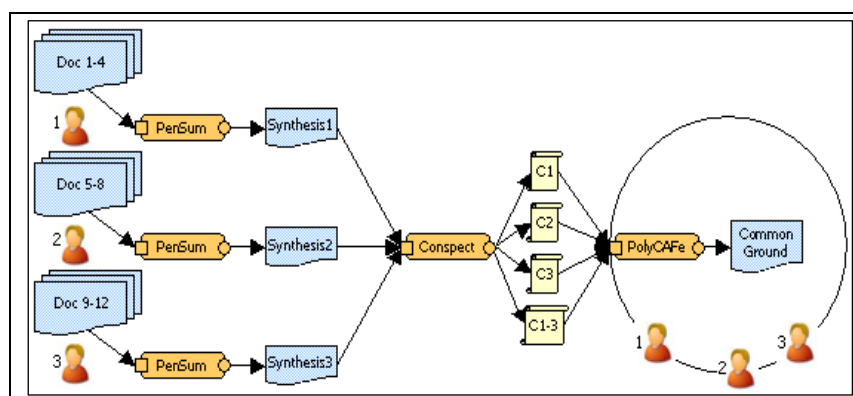 Doc 1-4
1
PenSum
Synthesis1
Doc 5-8
2
PenSum
Synthesis2
Doc 9-12
3
PenSum
Synthesis3
Conspect
C1
C2
C3
C1-3
PolyCAFe
Common
Ground
1
2
3